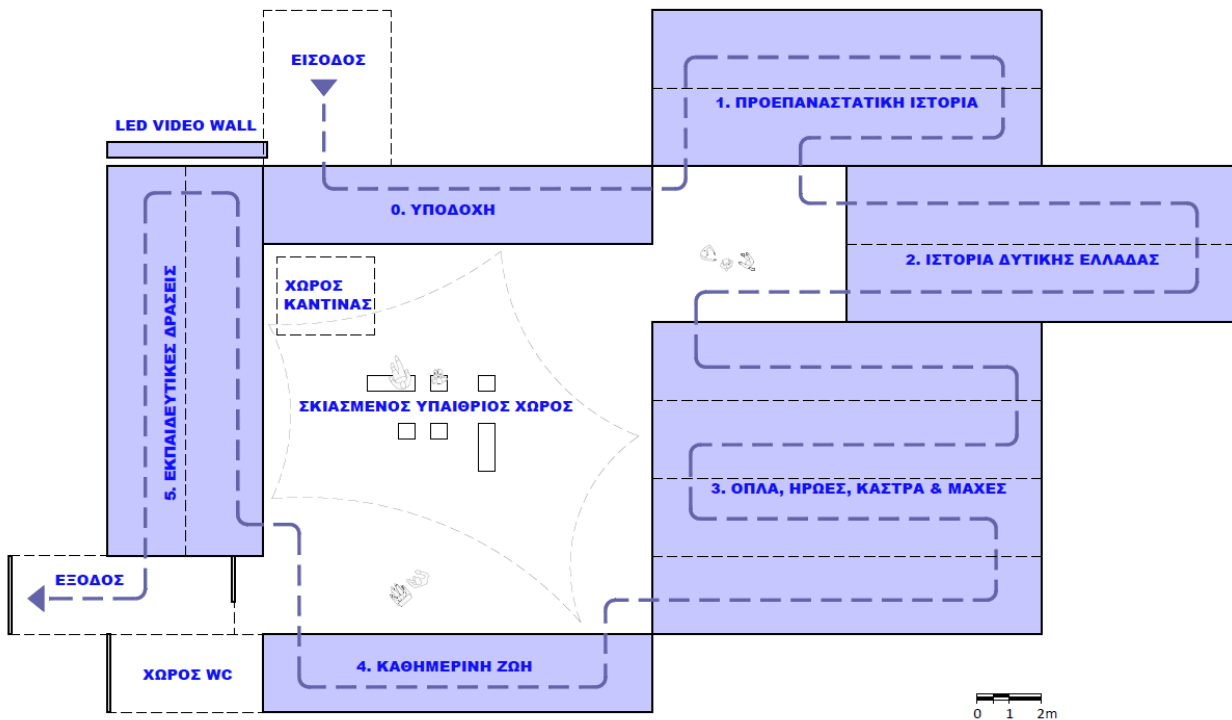 ΕΙΣΟΔΟΣ
1. ΠΡΟΕΠΑΝΑΣΤΑΤΙΚΗ ΙΣΤΟΡΙΑ
LED VIDEO WALL
0. ΥΠΟΔΟΧΗ
2. ΙΣΤΟΡΙΑ ΔΥΤΙΚΗΣ ΕΛΛΑΔΑΣ
ΧΩΡΟΣ
ΚΑΝΤΙΝΑΣ
5. ΕΚΠΑΙΔΕΥΤΙΚΕΣ ΔΡΑΣΕΙΣ
ΣΚΙΑΣΜΕΝΟΣ ΥΠΑΙΘΡΙΟΣ ΧΩΡΟΣ
3. ΟΠΛΑ, ΗΡΩΕΣ, ΚΑΣΤΡΑ & ΜΑΧΕΣ
ΕΞΟΔΟΣ
4. ΚΑΘΗΜΕΡΙΝΗ ΖΩΗ
ΧΩΡΟΣ WC
0 1 2m